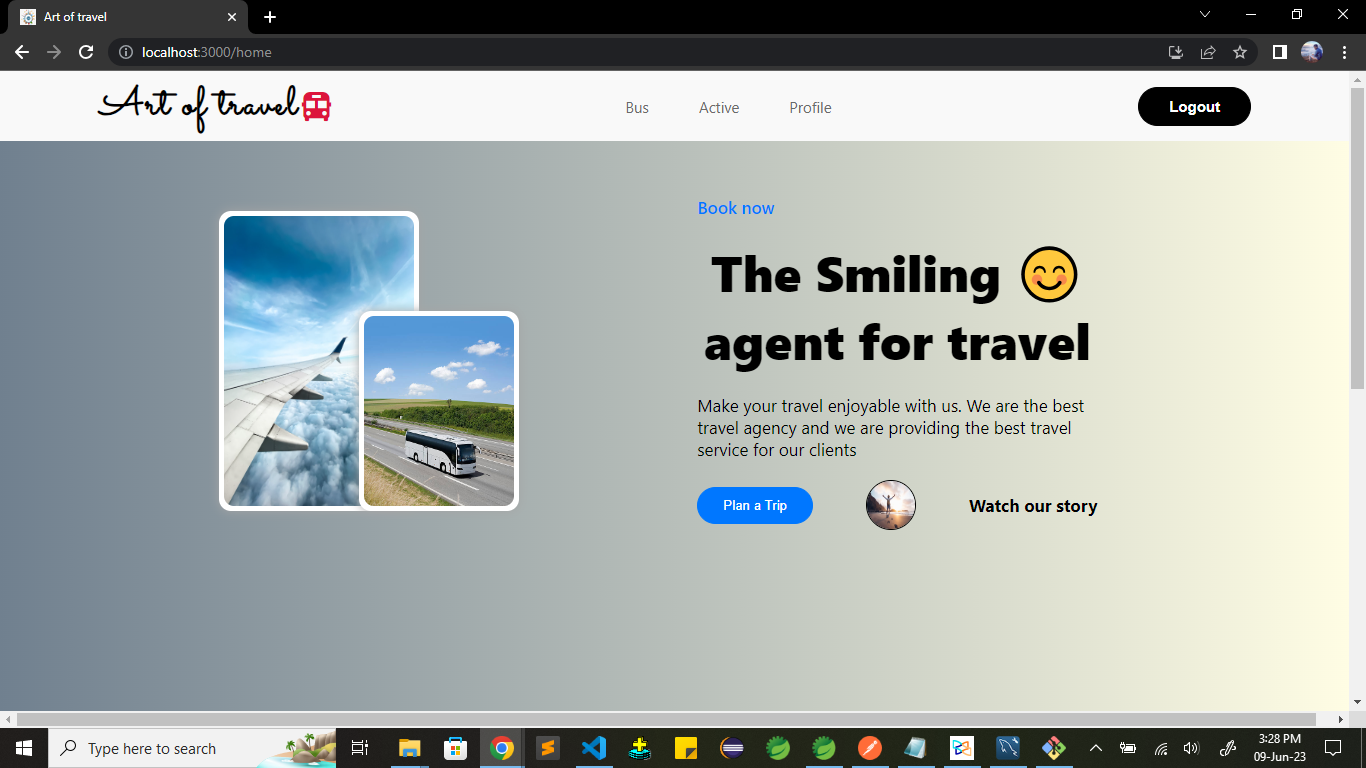 Art of travel
localhost:3000/home
Art of travel
Bus
Active
Profile
Logout
Book now
The Smiling 😊
agent for travel
Make your travel enjoyable with us. We are the best
travel agency and we are providing the best travel
service for our clients
Plan a Trip
Watch our story
Type here to search
3:28 PM
09-Jun-23